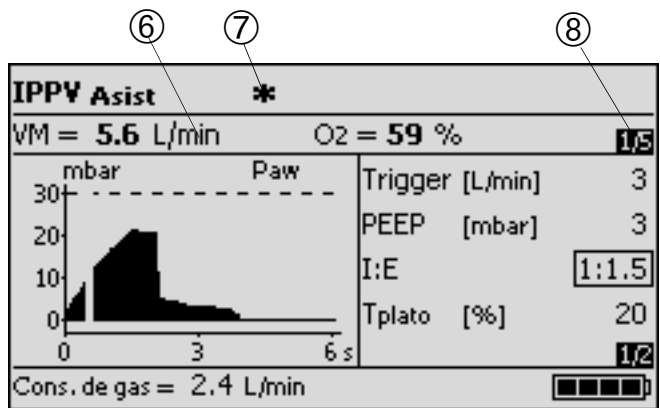 ⑥ ⑦ ⑧
IPPV Asist *
VM = 5.6 L/min O2 = 59 % 1/5
mbar Paw
30
20
10
0
0 3 6 s
Trigger [L/min] 3
PEEP [mbar] 3
I:E 1:1.5
Tplato [%] 20
1/2
Cons. de gas = 2.4 L/min